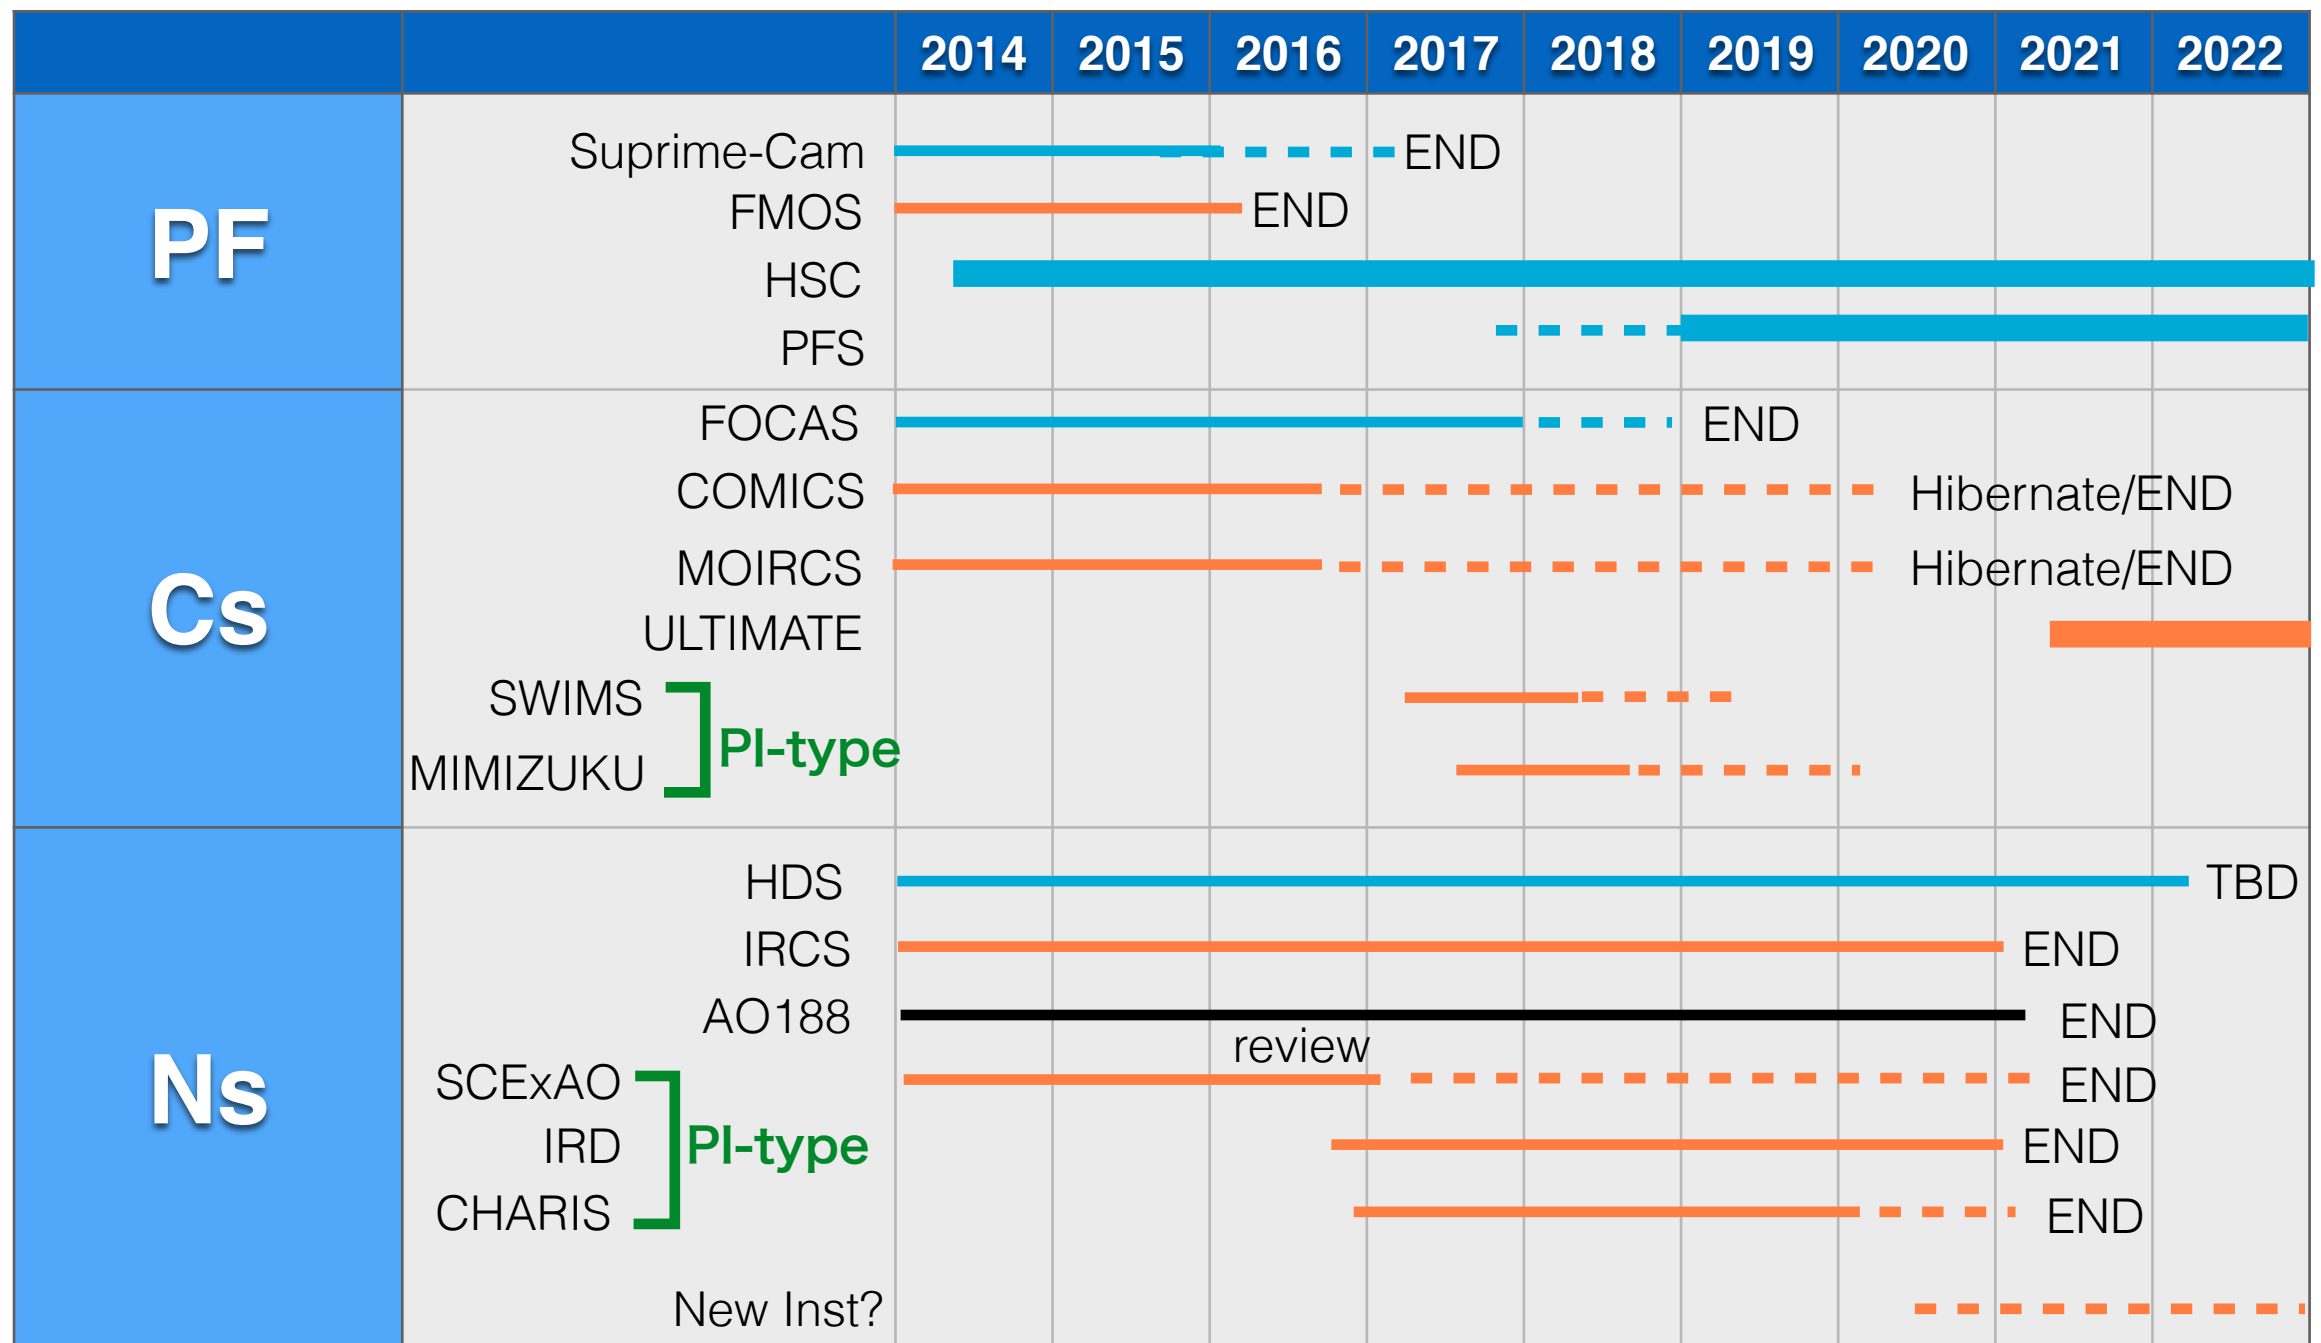 2014 2015 2016 2017 2018 2019 2020 2021 2022
PF
Suprime-Cam END
FMOS END
HSC
PFS
Cs
FOCAS END
COMICS Hibernate/END
MOIRCS Hibernate/END
ULTIMATE
SWIMS
PI-type
MIMIZUKU
Ns
HDS TBD
IRCS END
AO188 END
review
SCExAO END
IRD PI-type END
CHARIS END
New Inst?